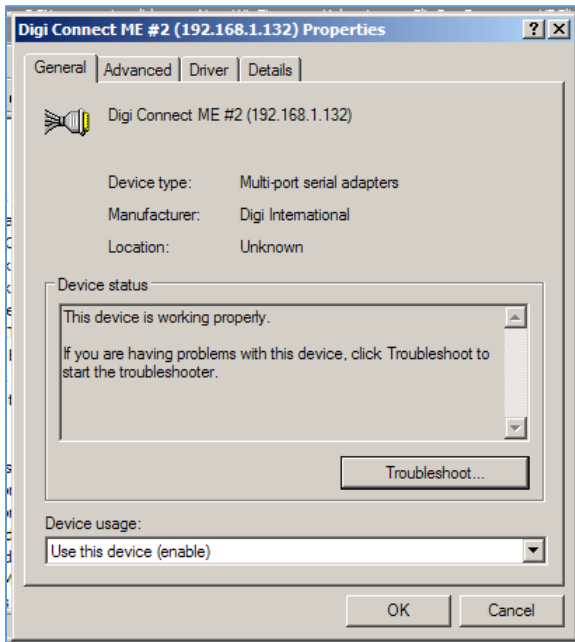 Digi Connect ME #2 (192.168.1.132) Properties
General Advanced Driver Details
Digi Connect ME #2 (192.168.1.132)
Device type: Multi-port serial adapters
Manufacturer: Digi International
Location: Unknown
Device status
This device is working properly.
If you are having problems with this device, click Troubleshoot to
start the troubleshooter.
Troubleshoot...
Device usage:
Use this device (enable)
OK Cancel